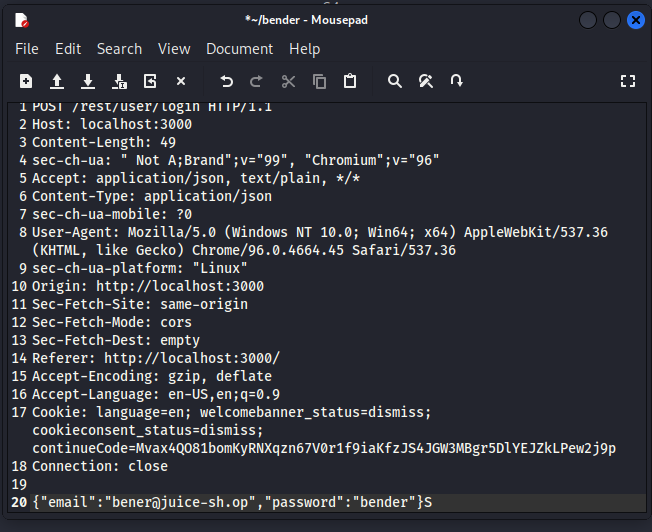 *~/bender - Mousepad
File Edit Search View Document Help
1 POST /rest/user/login HTTP/1.1
2 Host: localhost:3000
3 Content-Length: 49
4 sec-ch-ua: " Not A;Brand";v="99", "Chromium";v="96"
5 Accept: application/json, text/plain, */*
6 Content-Type: application/json
7 sec-ch-ua-mobile: ?0
8 User-Agent: Mozilla/5.0 (Windows NT 10.0; Win64; x64) AppleWebKit/537.36
(KHTML, like Gecko) Chrome/96.0.4664.45 Safari/537.36
9 sec-ch-ua-platform: "Linux"
10 Origin: http://localhost:3000
11 Sec-Fetch-Site: same-origin
12 Sec-Fetch-Mode: cors
13 Sec-Fetch-Dest: empty
14 Referer: http://localhost:3000/
15 Accept-Encoding: gzip, deflate
16 Accept-Language: en-US,en;q=0.9
17 Cookie: language=en; welcomebanner_status=dismiss;
cookieconsent_status=dismiss;
continueCode=Mvax4QO81bomKyRNXqzn67V0r1f9iaKfzJS4JGW3MBgr5DlYEJZkLPew2j9p
18 Connection: close
19
20 {"email":"bener@juice-sh.op","password":"bender"}S